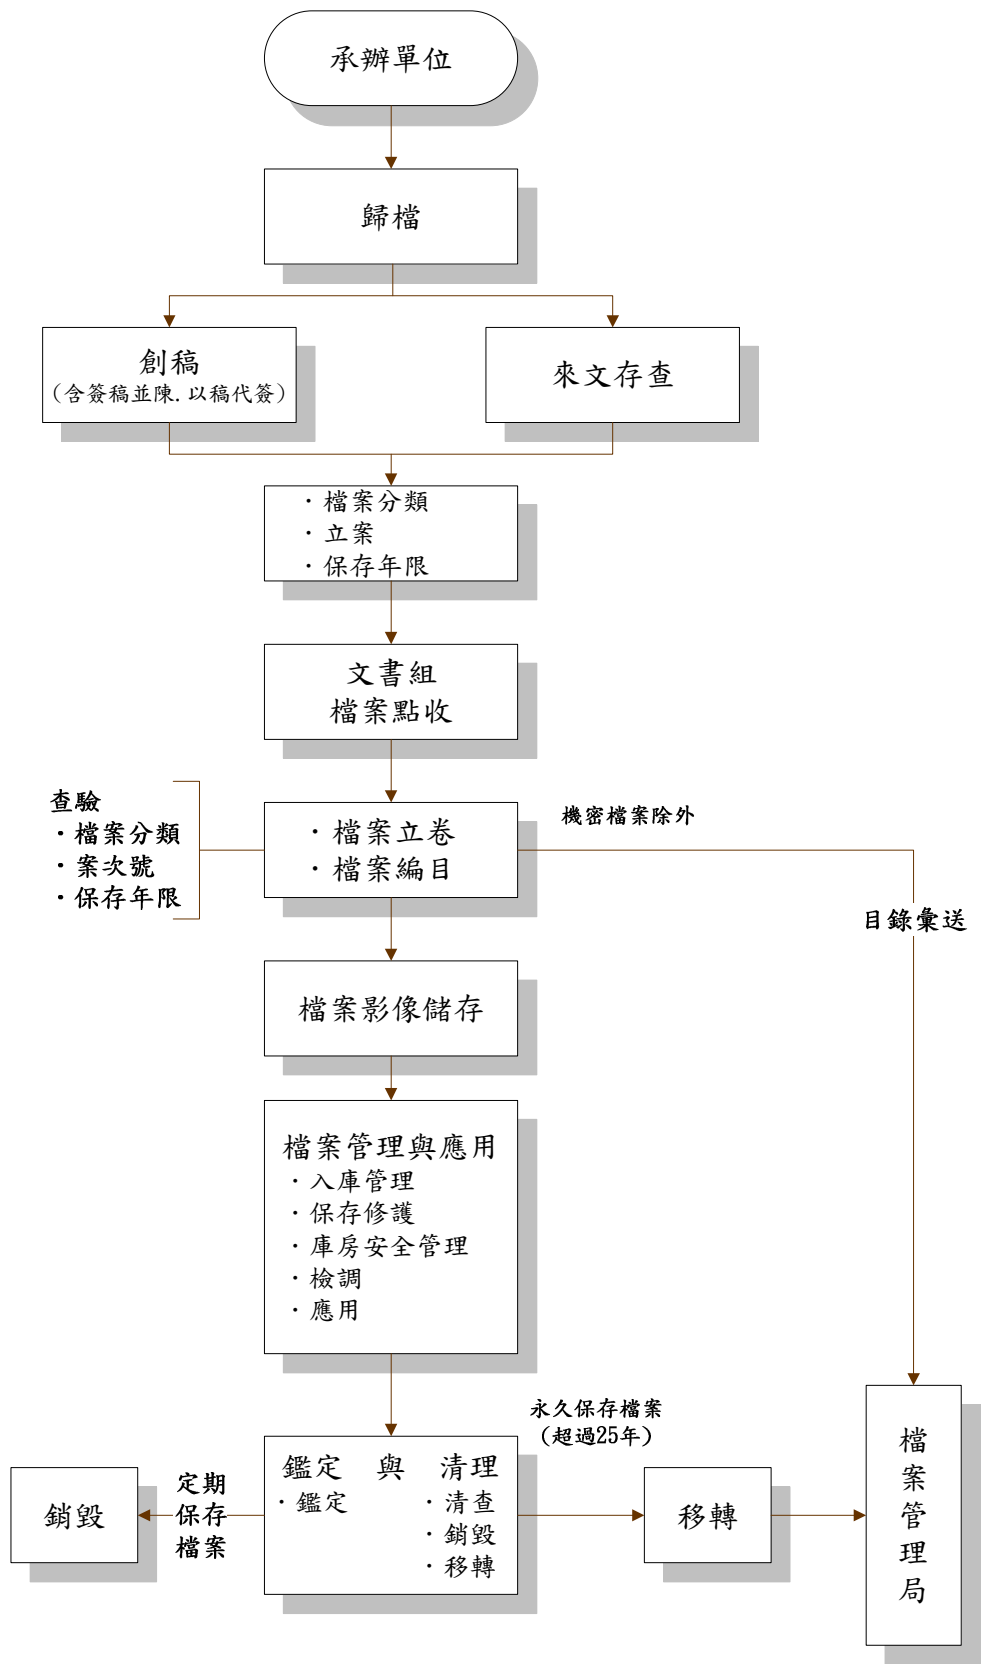 承辦單位
歸檔
創稿
（含簽稿並陳.以稿代簽）
來文存查
・檔案分類
・立案
・保存年限
文書組
檔案點收
查驗
・檔案分類
・案次號
・保存年限
・檔案立卷
・檔案編目
機密檔案除外
目錄彙送
檔案影像儲存
檔案管理與應用
・入庫管理
・保存修護
・庫房安全管理
・檢調
・應用
永久保存檔案
（超過25年）
鑑定 與 清理
・鑑定
・清查
・銷毀
・移轉
定期
保存
檔案
銷毀
移轉
檔案管理局